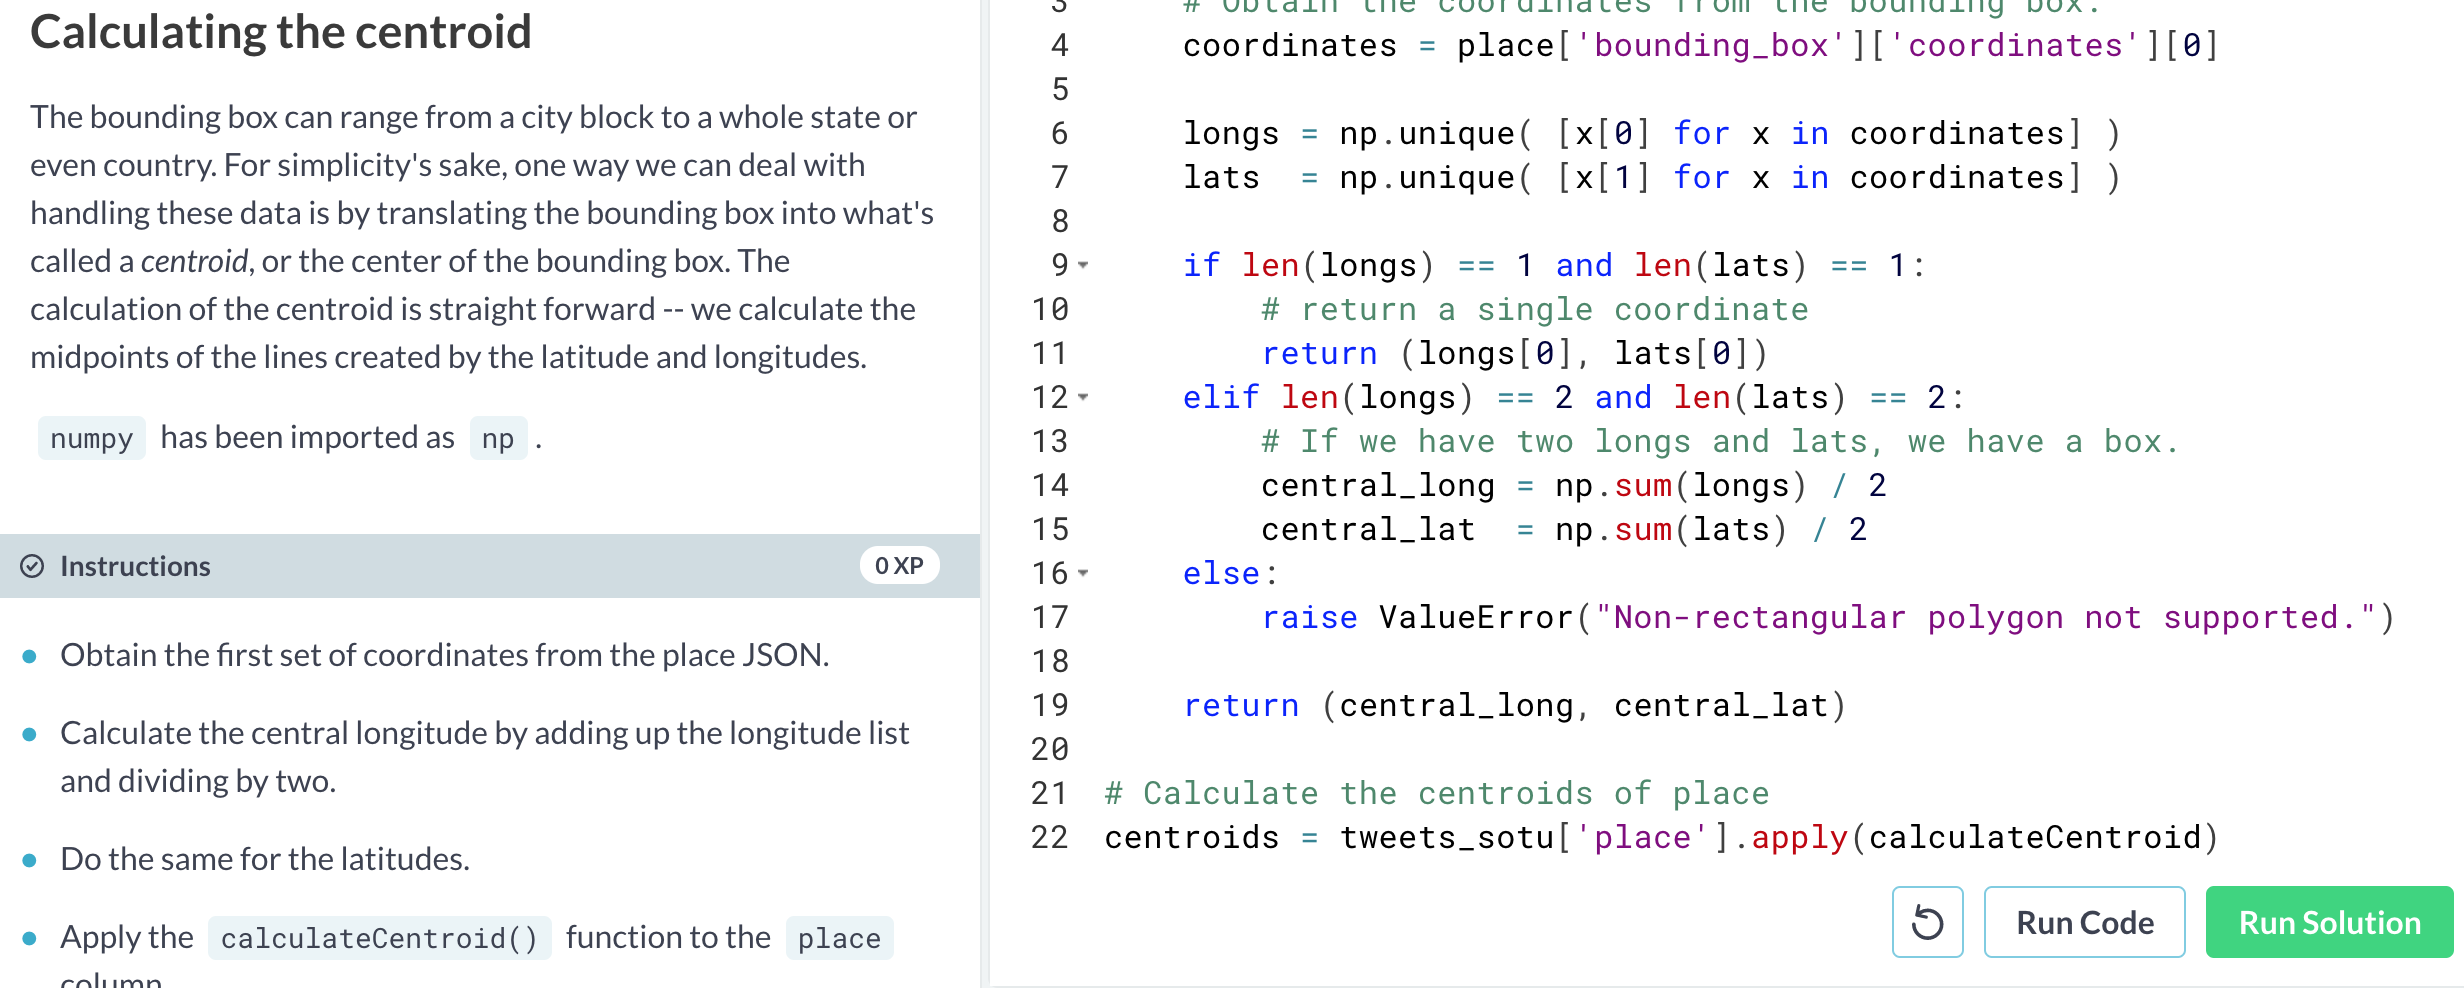 Calculating the centroid
The bounding box can range from a city block to a whole state or
even country. For simplicity's sake, one way we can deal with
handling these data is by translating the bounding box into what's
called a centroid, or the center of the bounding box. The
calculation of the centroid is straight forward -- we calculate the
midpoints of the lines created by the latitude and longitudes.
numpy has been imported as np .
Instructions
0 XP
Obtain the first set of coordinates from the place JSON.
Calculate the central longitude by adding up the longitude list
and dividing by two.
Do the same for the latitudes.
Apply the calculateCentroid() function to the place
column.
3 # Obtain the coordinates from the bounding box.
4 coordinates = place['bounding_box']['coordinates'][0]
5
6 longs = np.unique( [x[0] for x in coordinates] )
7 lats  = np.unique( [x[1] for x in coordinates] )
8
9 if len(longs) == 1 and len(lats) == 1:
10 # return a single coordinate
11 return (longs[0], lats[0])
12 elif len(longs) == 2 and len(lats) == 2:
13 # If we have two longs and lats, we have a box.
14 central_long = np.sum(longs) / 2
15 central_lat  = np.sum(lats) / 2
16 else:
17 raise ValueError("Non-rectangular polygon not supported.")
18
19 return (central_long, central_lat)
20
21 # Calculate the centroids of place
22 centroids = tweets_sotu['place'].apply(calculateCentroid)
Run Code
Run Solution